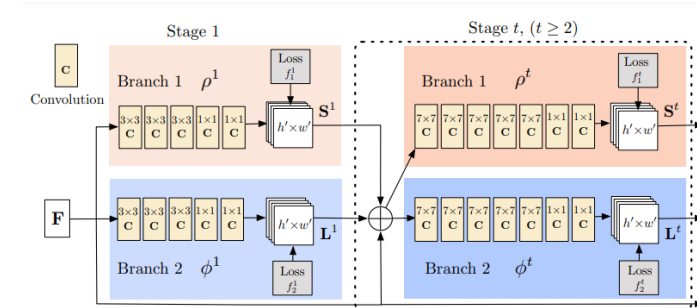 Stage 1
Stage t, (t ≥ 2)
C
Convolution
Branch 1 ρ¹
Loss
f₁¹
3×3 3×3 3×3 1×1 1×1
C C C C C
h′×w′
S¹
F
3×3 3×3 3×3 1×1 1×1
C C C C C
h′×w′
L¹
Branch 2 ϕ¹
Loss
f₂¹
Branch 1 ρᵗ
Loss
f₁ᵗ
7×7 7×7 7×7 7×7 7×7 1×1 1×1
C C C C C C C
h′×w′
Sᵗ
7×7 7×7 7×7 7×7 7×7 1×1 1×1
C C C C C C C
h′×w′
Lᵗ
Branch 2 ϕᵗ
Loss
f₂ᵗ